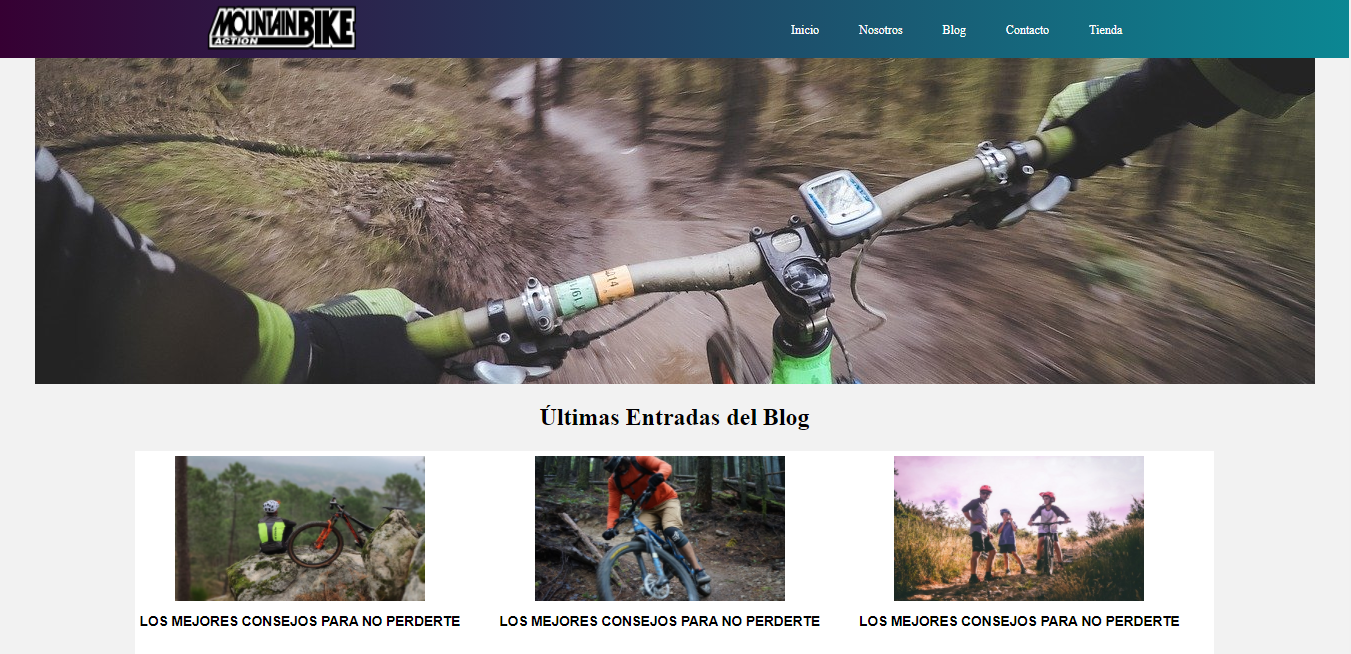 MOUNTAIN BIKE
ACTION
Inicio Nosotros Blog Contacto Tienda
Últimas Entradas del Blog
LOS MEJORES CONSEJOS PARA NO PERDERTE LOS MEJORES CONSEJOS PARA NO PERDERTE LOS MEJORES CONSEJOS PARA NO PERDERTE